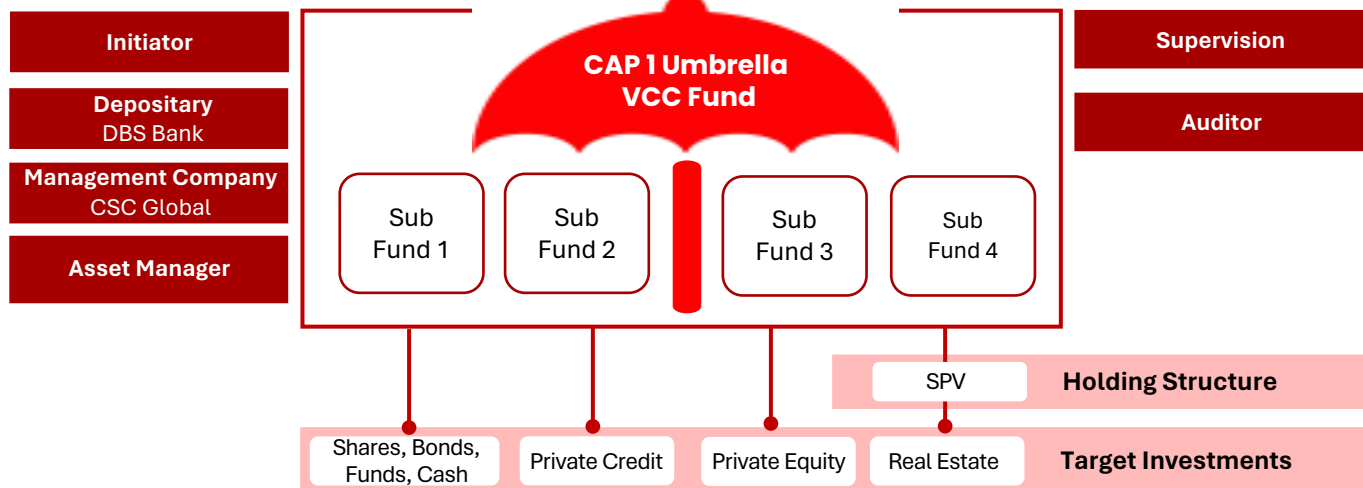 Initiator
Depositary
DBS Bank
Management Company
CSC Global
Asset Manager
CAP 1 Umbrella
VCC Fund
Sub
Fund 1
Sub
Fund 2
Sub
Fund 3
Sub
Fund 4
Supervision
Auditor
SPV
Holding Structure
Shares, Bonds,
Funds, Cash
Private Credit
Private Equity
Real Estate
Target Investments